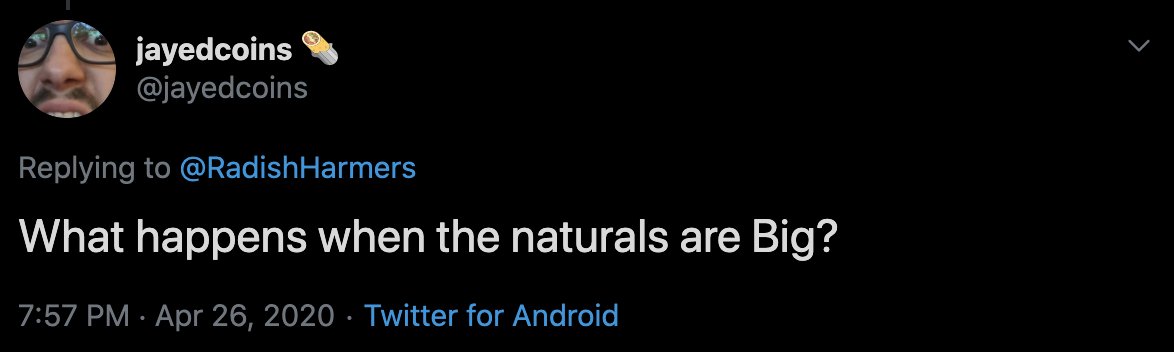 jayedcoins 🌯
@jayedcoins
Replying to @RadishHarmers
What happens when the naturals are Big?
7:57 PM · Apr 26, 2020 · Twitter for Android